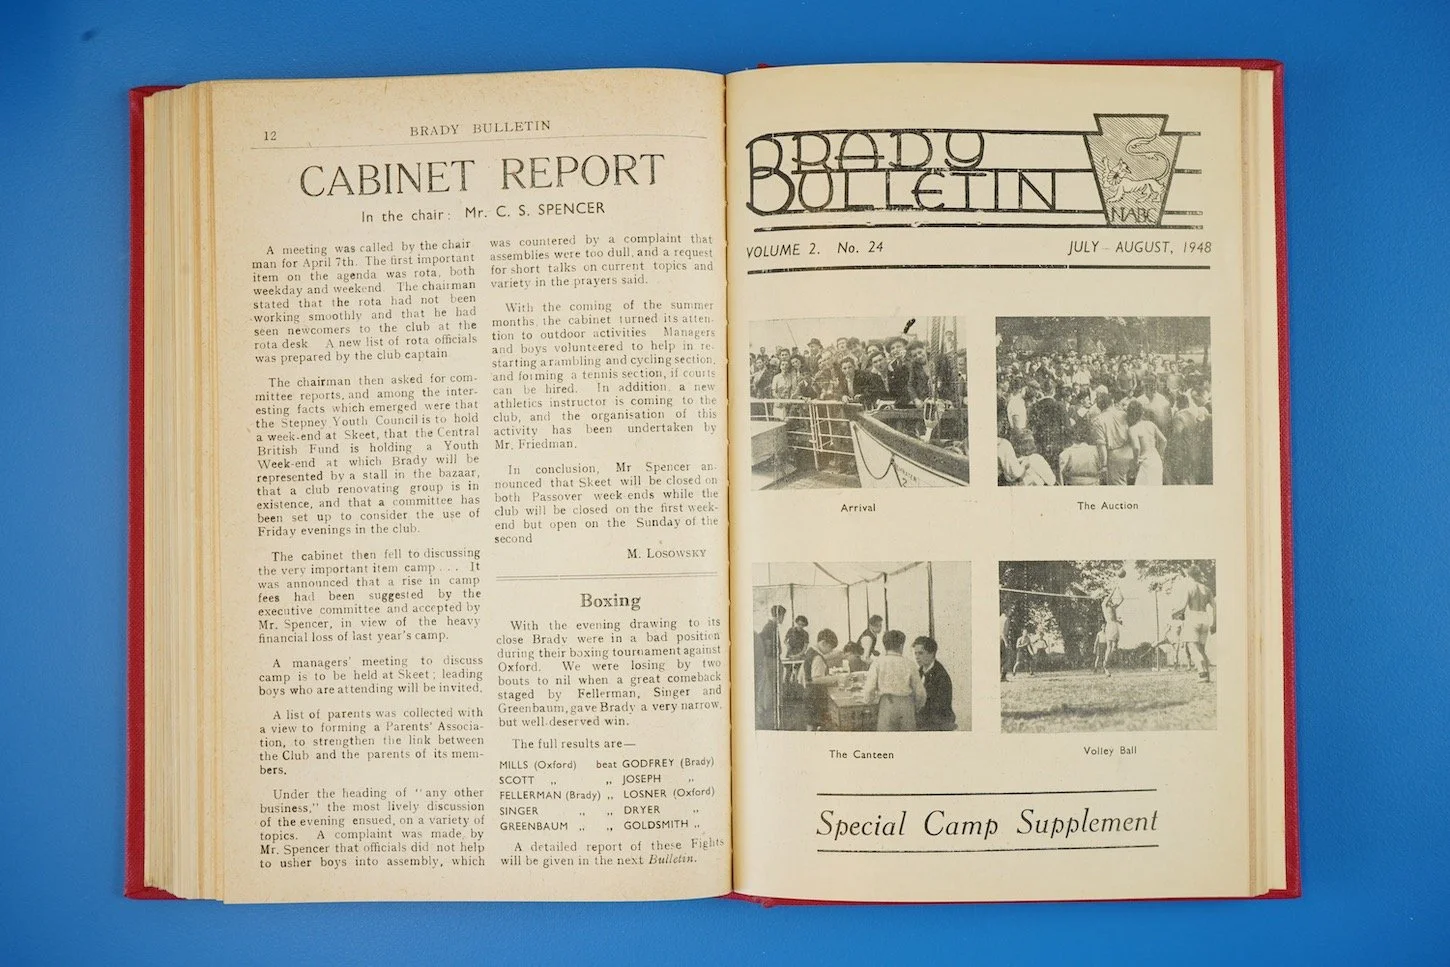 12
BRADY BULLETIN
CABINET REPORT
In the chair: Mr. C. S. SPENCER
A meeting was called by the chair
man for April 7th. The first important
item on the agenda was rota, both
weekday and weekend. The chairman
stated that the rota had not been
working smoothly and that he had
seen newcomers to the club at the
rota desk. A new list of rota officials
was prepared by the club captain.
The chairman then asked for com-
mittee reports, and among the inter-
esting facts which emerged were that
the Stepney Youth Council is to hold
a week-end at Skeet, that the Central
British Fund is holding a Youth
Week-end at which Brady will be
represented by a stall in the bazaar,
that a club renovating group is in
existence, and that a committee has
been set up to consider the use of
Friday evenings in the club.
The cabinet then fell to discussing
the very important item camp . . . It
was announced that a rise in camp
fees had been suggested by the
executive committee and accepted by
Mr. Spencer, in view of the heavy
financial loss of last year's camp.
A managers' meeting to discuss
camp is to be held at Skeet; leading
boys who are attending will be invited.
A list of parents was collected with
a view to forming a Parents' Associa-
tion, to strengthen the link between
the Club and the parents of its mem-
bers.
Under the heading of "any other
business," the most lively discussion
of the evening ensued, on a variety of
topics. A complaint was made by
Mr. Spencer that officials did not help
to usher boys into assembly, which
was countered by a complaint that
assemblies were too dull, and a request
for short talks on current topics and
variety in the prayers said.
With the coming of the summer
months, the cabinet turned its atten-
tion to outdoor activities Managers
and boys volunteered to help in re-
starting a rambling and cycling section,
and forming a tennis section, if courts
can be hired. In addition, a new
athletics instructor is coming to the
club, and the organisation of this
activity has been undertaken by
Mr. Friedman.
In conclusion, Mr Spencer an-
nounced that Skeet will be closed on
both Passover week-ends while the
club will be closed on the first week-
end but open on the Sunday of the
second
M. LOSOWSKY
Boxing
With the evening drawing to its
close Brady were in a bad position
during their boxing tournament against
Oxford. We were losing by two
bouts to nil when a great comeback
staged by Fellerman, Singer and
Greenbaum, gave Brady a very narrow,
but well-deserved win.
The full results are—
MILLS (Oxford) beat GODFREY (Brady)
SCOTT ,, ,, JOSEPH ,,
FELLERMAN (Brady) ,, LOSNER (Oxford)
SINGER ,, ,, DRYER ,,
GREENBAUM ,, ,, GOLDSMITH ,,
A detailed report of these Fights
will be given in the next Bulletin.
BRADY
BULLETIN
NABC
VOLUME 2. No. 24
JULY - AUGUST, 1948
Arrival
The Auction
The Canteen
Volley Ball
Special Camp Supplement